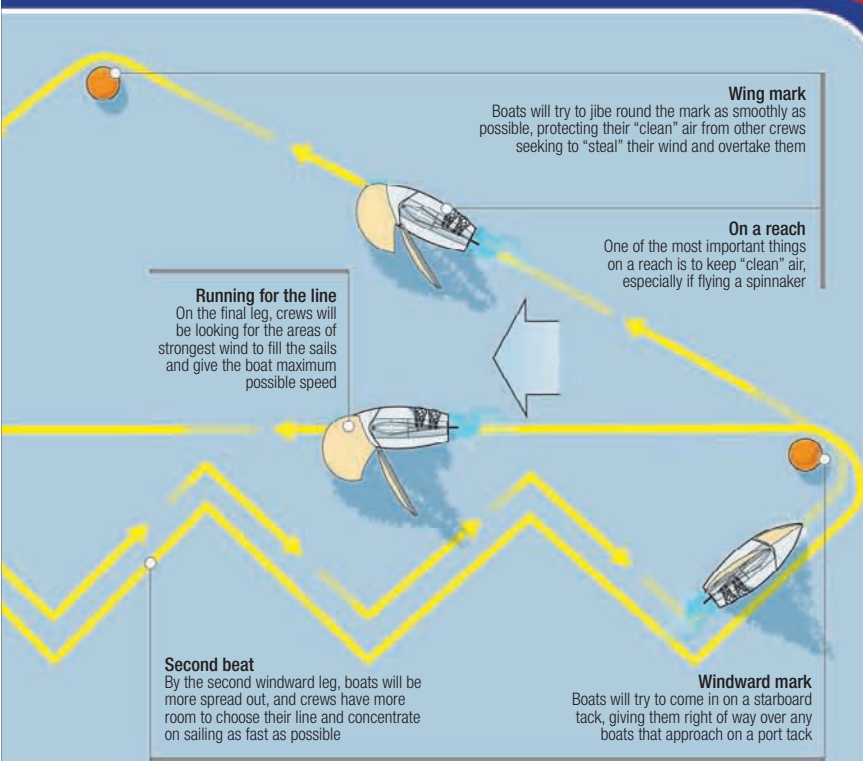 Wing mark
Boats will try to jibe round the mark as smoothly as
possible, protecting their “clean” air from other crews
seeking to “steal” their wind and overtake them
On a reach
One of the most important things
on a reach is to keep “clean” air,
especially if flying a spinnaker
Running for the line
On the final leg, crews will
be looking for the areas of
strongest wind to fill the sails
and give the boat maximum
possible speed
Second beat
By the second windward leg, boats will be
more spread out, and crews have more
room to choose their line and concentrate
on sailing as fast as possible
Windward mark
Boats will try to come in on a starboard
tack, giving them right of way over any
boats that approach on a port tack